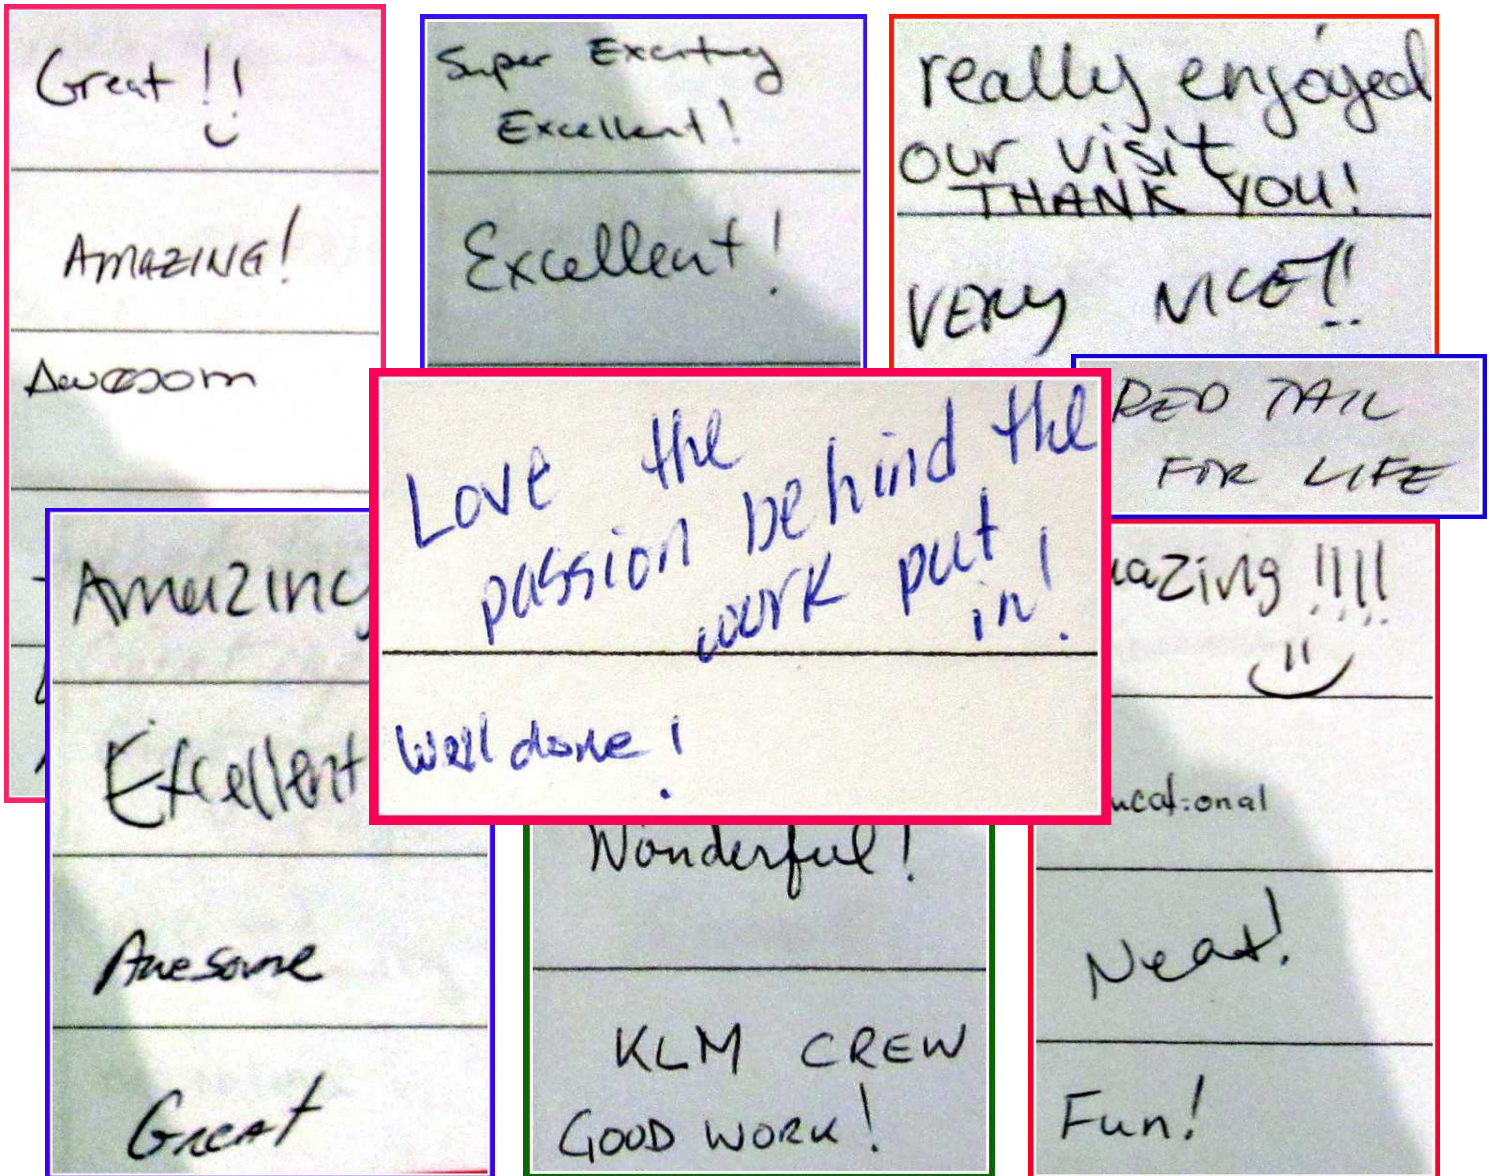 Great!!
AMAZING!
Awesom
Super Exciting
Excellent!
Excellent!
really enjoyed
our visit
THANK YOU!
VERY NICE!!
RED TAIL
FOR LIFE
Love the
passion behind the
work put
in!
Well done!
Amazing
Excellent
Awesome
Great
Wonderful!
KLM CREW
GOOD WORK!
azing!!!!
ucational
Neat!
Fun!